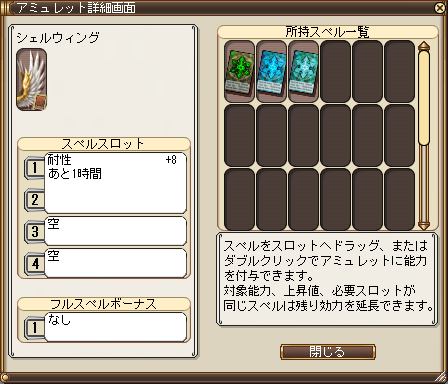 アミュレット詳細画面
シェルウィング
スペルスロット
1
耐性 +8
あと1時間
2
3
空
4
空
フルスペルボーナス
1
なし
所持スペル一覧
スペルをスロットへドラッグ、または
ダブルクリックでアミュレットに能力
を付与できます。
対象能力、上昇値、必要スロットが
同じスペルは残り効力を延長できます。
閉じる